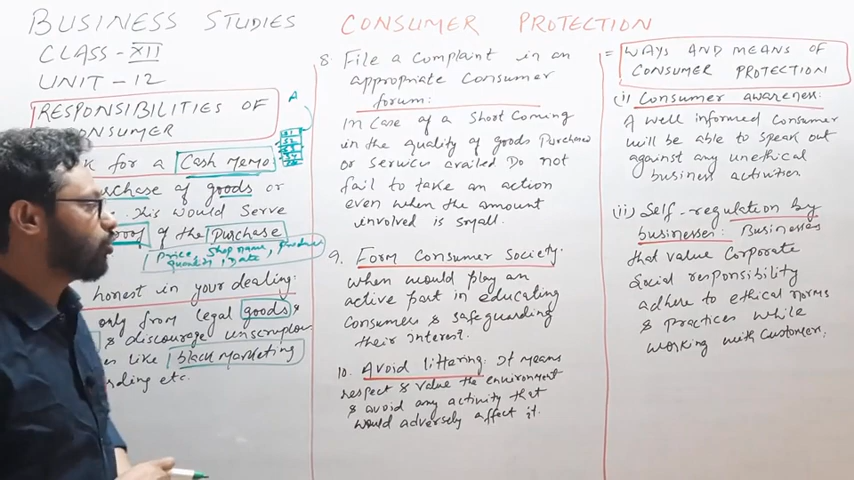 BUSINESS STUDIES
CONSUMER PROTECTION
CLASS-XII
UNIT-12
RESPONSIBILITIES OF
CONSUMER
for a Cash Memo
A
of goods or
This would serve
proof of the Purchase
Price, Shop name, Producer
Quantity, Date
honest in your dealing:
only from legal goods &
& discourage unscrupulous
like black marketing
etc.
8. File a Complaint in an
appropriate Consumer
forum:
In Case of a Short Coming
in the quality of goods Purchased
or Services availed Do not
fail to take an action
even when the amount
involved is small.
9. Form Consumer Society.
when would play an
active part in educating
Consumers & safeguarding
their interest.
10. Avoid littering: It means
respect & value the environment
& avoid any activity that
would adversely affect it.
= WAYS AND MEANS OF
CONSUMER PROTECTION
(i) Consumer awareness:
A well informed Consumer
will be able to speak out
against any unethical
business activities.
(ii) Self-regulation by
businesses: Businesses
that value Corporate
Social responsibility
adhere to ethical norms
& practices while
working with Customers.